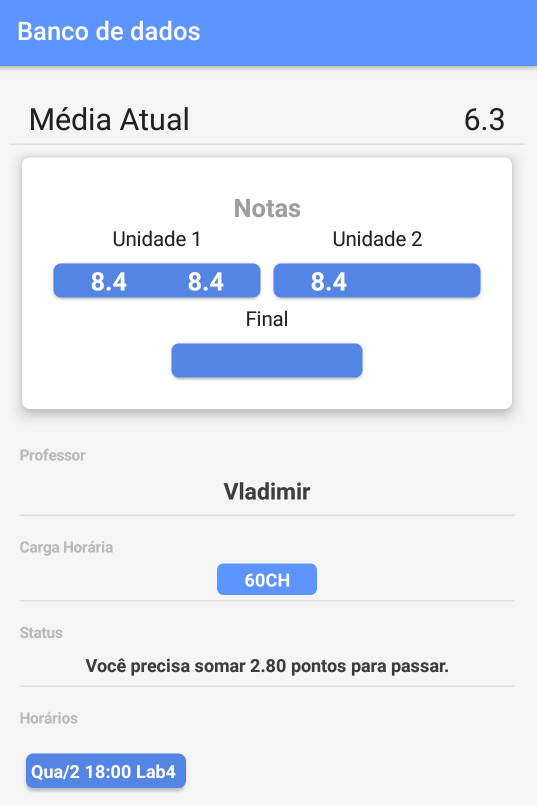 Banco de dados
Média Atual 6.3
Notas
Unidade 1 Unidade 2
8.4 8.4 8.4
Final
Professor
Vladimir
Carga Horária
60CH
Status
Você precisa somar 2.80 pontos para passar.
Horários
Qua/2 18:00 Lab4